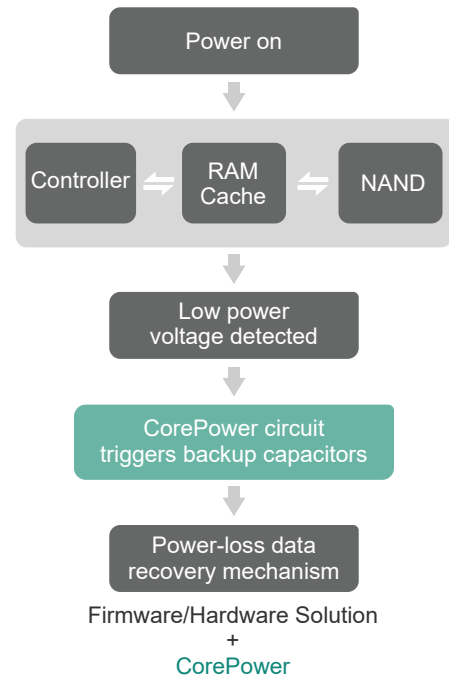 Power on
Controller
RAM
Cache
NAND
Low power
voltage detected
CorePower circuit
triggers backup capacitors
Power-loss data
recovery mechanism
Firmware/Hardware Solution
+
CorePower